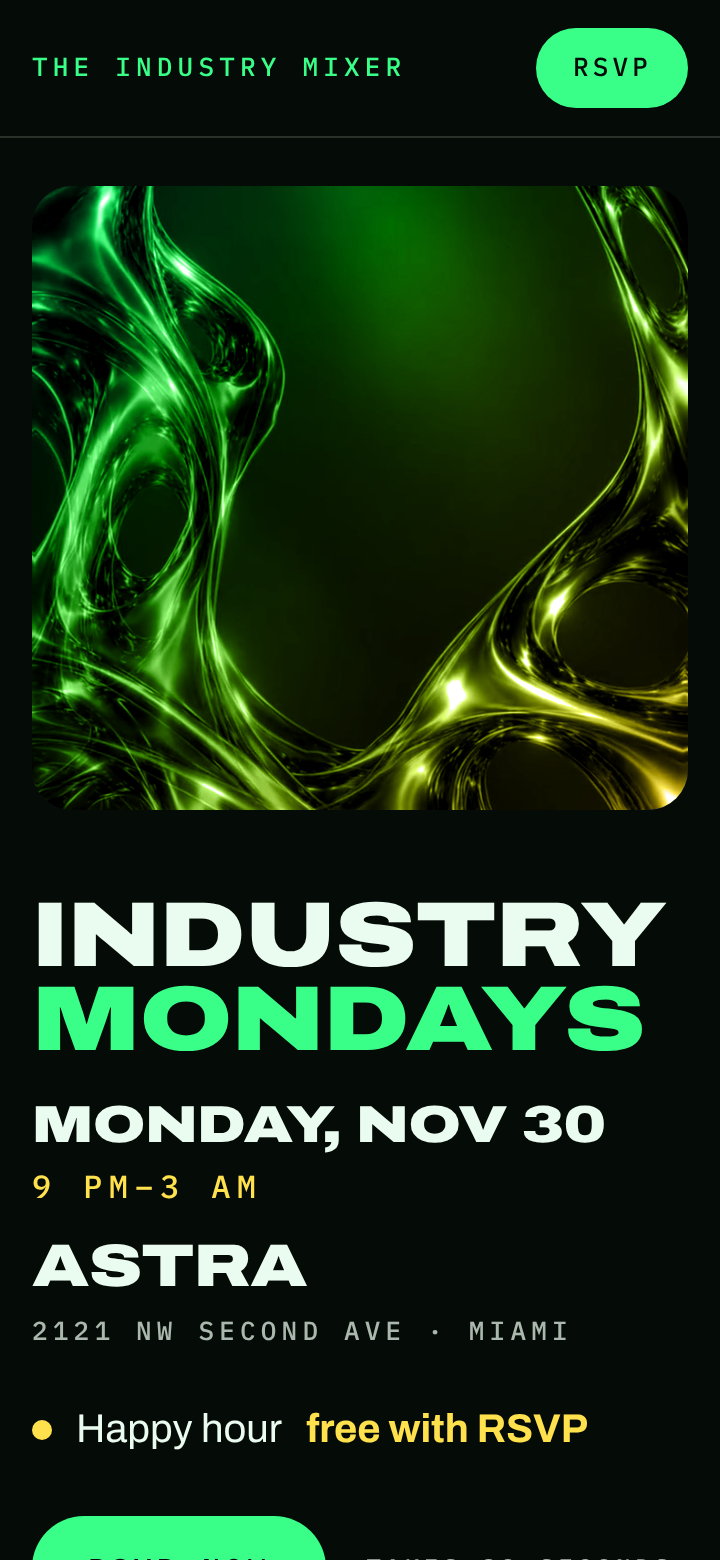 THE INDUSTRY MIXER
RSVP
INDUSTRY
MONDAYS
MONDAY, NOV 30
9 PM–3 AM
ASTRA
2121 NW SECOND AVE · MIAMI
Happy hour free with RSVP